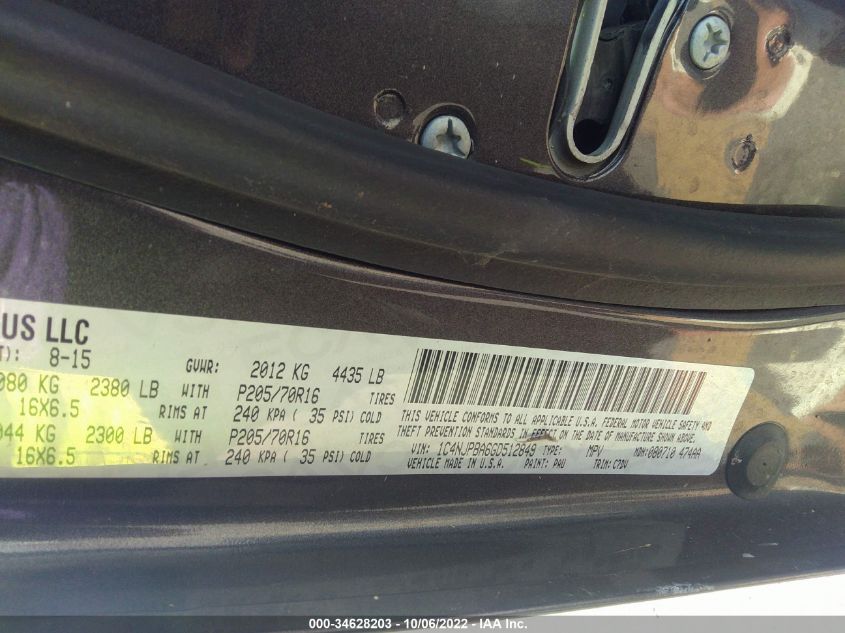 US LLC
T): 8-15 GVWR: 2012 KG 4435 LB
080 KG 2380 LB WITH P205/70R16 TIRES
16X6.5 RIMS AT 240 KPA ( 35 PSI) COLD
044 KG 2300 LB WITH P205/70R16 TIRES
16X6.5 RIMS AT 240 KPA ( 35 PSI) COLD
THIS VEHICLE CONFORMS TO ALL APPLICABLE U.S.A. FEDERAL MOTOR VEHICLE SAFETY AND
THEFT PREVENTION STANDARDS IN EFFECT ON THE DATE OF MANUFACTURE SHOWN ABOVE.
VIN: 1C4NJPBA6GD512849 TYPE: MPV MDH: 080710 474AA
VEHICLE MADE IN U.S.A. PAINT: PAU TRIM: C7DV
000-34628203 - 10/06/2022 - IAA Inc.